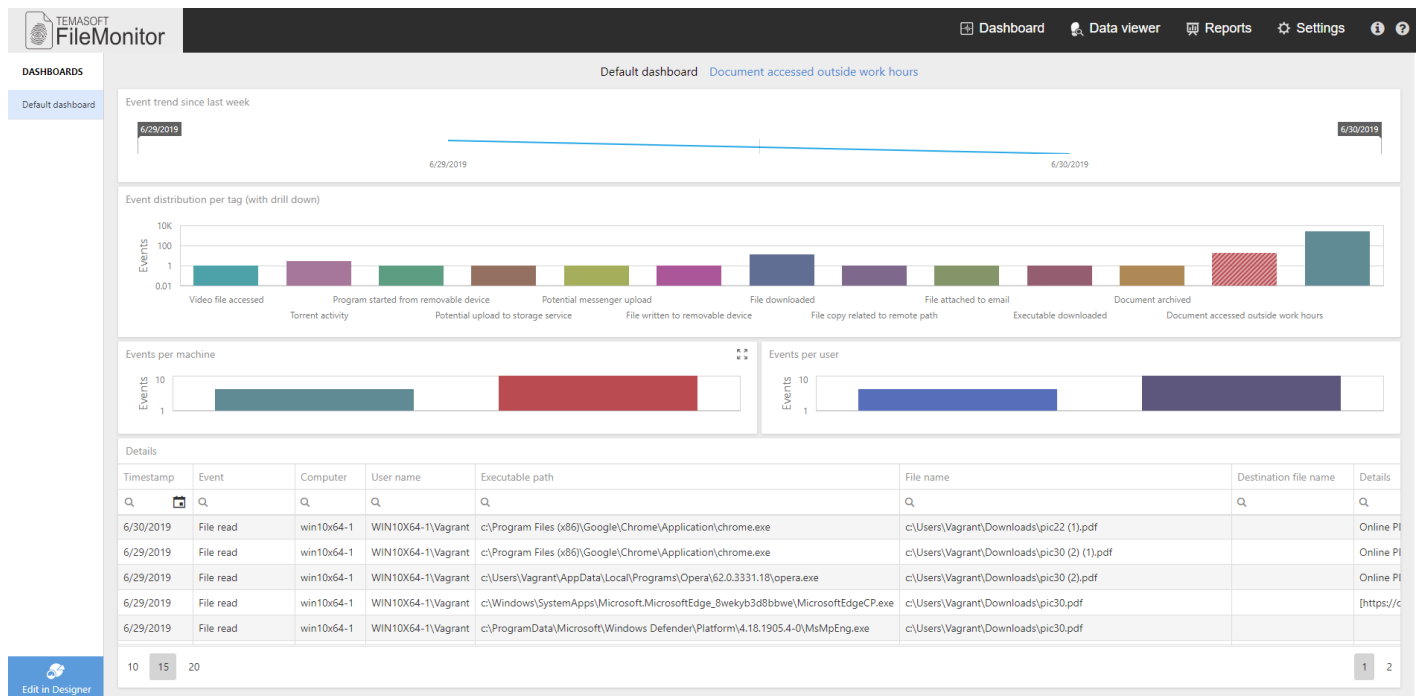 TEMASOFT
FileMonitor
Dashboard Data viewer Reports Settings
DASHBOARDS
Default dashboard
Default dashboard Document accessed outside work hours
Event trend since last week
6/29/2019 6/30/2019
6/29/2019 6/30/2019
Event distribution per tag (with drill down)
Events
10K
100
1
0.01
Video file accessed Program started from removable device Potential messenger upload File downloaded File attached to email Document archived
Torrent activity Potential upload to storage service File written to removable device File copy related to remote path Executable downloaded Document accessed outside work hours
Events per machine
Events
10
1
Events per user
Events
10
1
Details
Timestamp Event Computer User name Executable path File name Destination file name Details
6/30/2019 File read win10x64-1 WIN10X64-1\Vagrant c:\Program Files (x86)\Google\Chrome\Application\chrome.exe c:\Users\Vagrant\Downloads\pic22 (1).pdf Online Pl
6/29/2019 File read win10x64-1 WIN10X64-1\Vagrant c:\Program Files (x86)\Google\Chrome\Application\chrome.exe c:\Users\Vagrant\Downloads\pic30 (2) (1).pdf Online Pl
6/29/2019 File read win10x64-1 WIN10X64-1\Vagrant c:\Users\Vagrant\AppData\Local\Programs\Opera\62.0.3331.18\opera.exe c:\Users\Vagrant\Downloads\pic30 (2).pdf Online Pl
6/29/2019 File read win10x64-1 WIN10X64-1\Vagrant c:\Windows\SystemApps\Microsoft.MicrosoftEdge_8wekyb3d8bbwe\MicrosoftEdgeCP.exe c:\Users\Vagrant\Downloads\pic30.pdf [https://c
6/29/2019 File read win10x64-1 WIN10X64-1\Vagrant c:\ProgramData\Microsoft\Windows Defender\Platform\4.18.1905.4-0\MsMpEng.exe c:\Users\Vagrant\Downloads\pic30.pdf
10 15 20 1 2
Edit in Designer